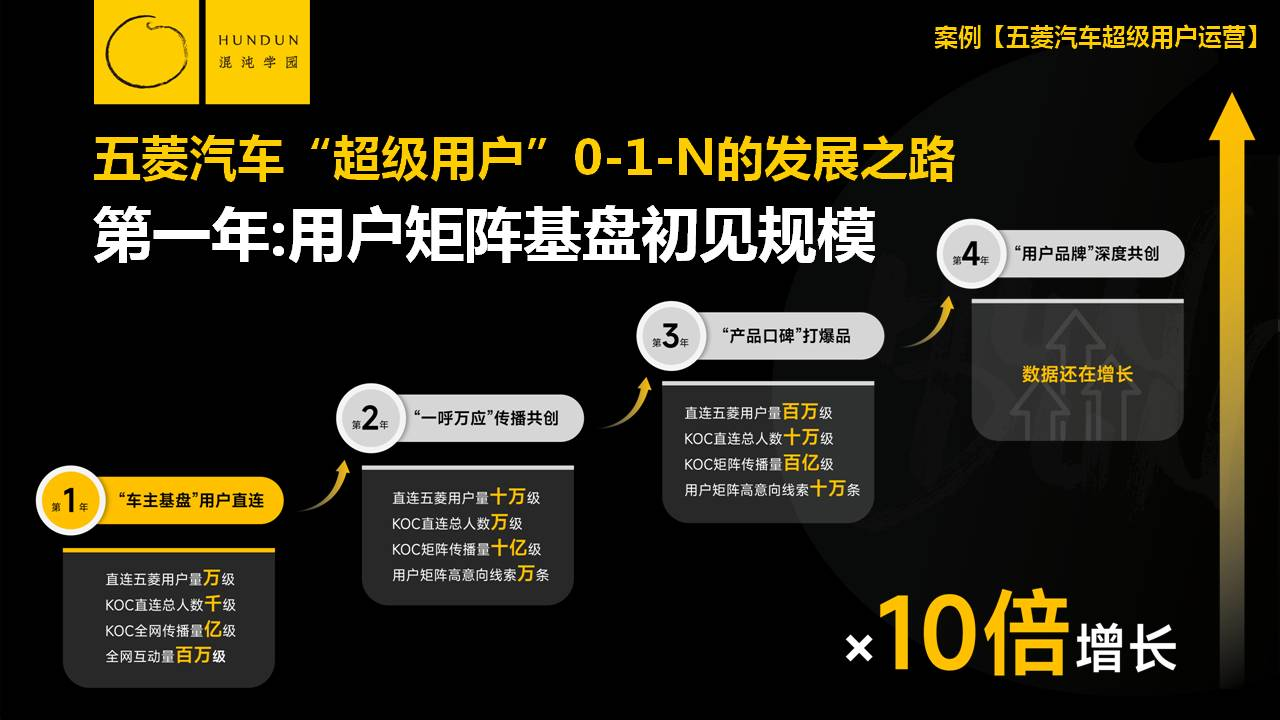 HUNDUN
混沌学园
案例【五菱汽车超级用户运营】
五菱汽车“超级用户”0-1-N的发展之路
第一年:用户矩阵基盘初见规模
第1年
“车主基盘”用户直连
直连五菱用户量万级
KOC直连总人数千级
KOC全网传播量亿级
全网互动量百万级
第2年
“一呼万应”传播共创
直连五菱用户量十万级
KOC直连总人数万级
KOC矩阵传播量十亿级
用户矩阵高意向线索万条
第3年
“产品口碑”打爆品
直连五菱用户量百万级
KOC直连总人数十万级
KOC矩阵传播量百亿级
用户矩阵高意向线索十万条
第4年
“用户品牌”深度共创
数据还在增长
×10倍增长